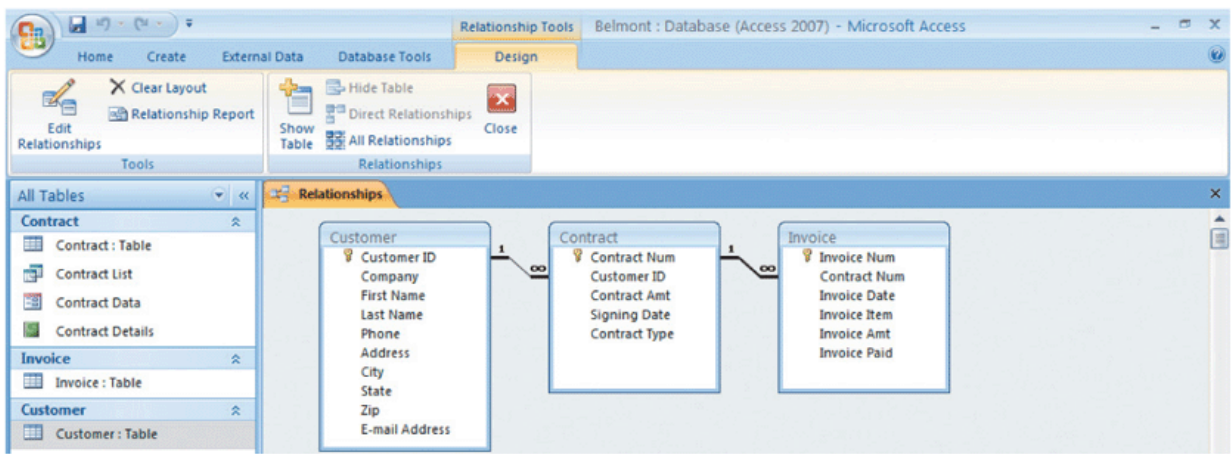 Relationship Tools
Belmont : Database (Access 2007) - Microsoft Access
Home Create External Data Database Tools Design
Edit Relationships
Clear Layout
Relationship Report
Tools
Show Table
Hide Table
Direct Relationships
All Relationships
Close
Relationships
All Tables
Contract
Contract : Table
Contract List
Contract Data
Contract Details
Invoice
Invoice : Table
Customer
Customer : Table
Relationships
Customer
Customer ID
Company
First Name
Last Name
Phone
Address
City
State
Zip
E-mail Address
1
∞
Contract
Contract Num
Customer ID
Contract Amt
Signing Date
Contract Type
1
∞
Invoice
Invoice Num
Contract Num
Invoice Date
Invoice Item
Invoice Amt
Invoice Paid